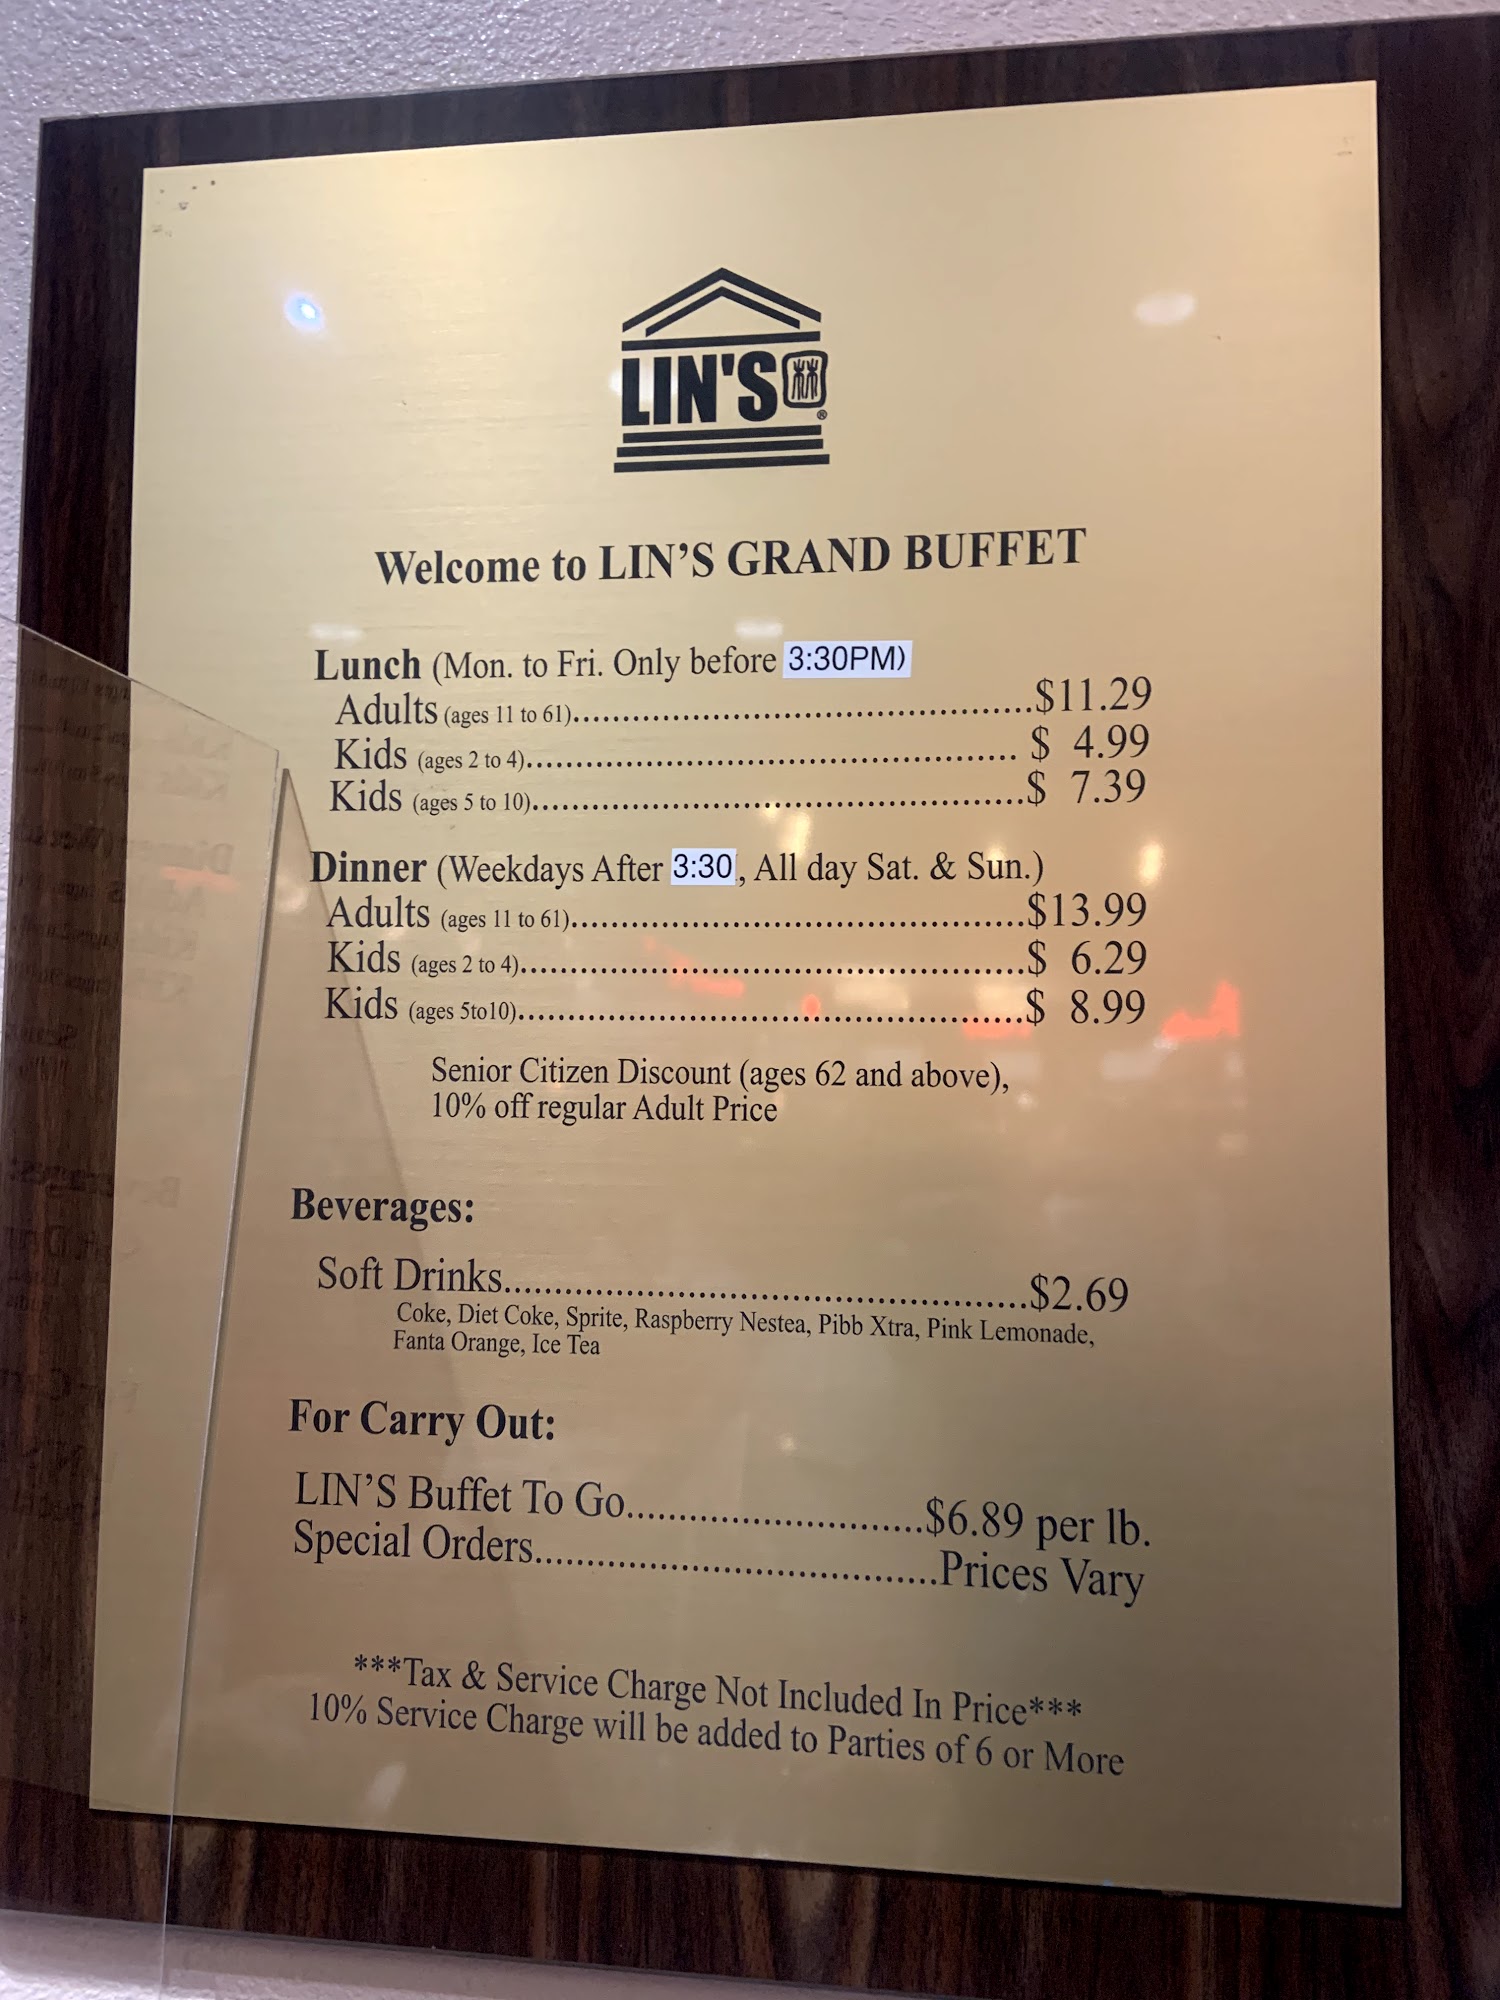 LIN'S林®
Welcome to LIN'S GRAND BUFFET
Lunch (Mon. to Fri. Only before 3:30PM)
Adults (ages 11 to 61)..............................................$11.29
Kids (ages 2 to 4)................................................. $ 4.99
Kids (ages 5 to 10).................................................$ 7.39
Dinner (Weekdays After 3:30, All day Sat. & Sun.)
Adults (ages 11 to 61)..............................................$13.99
Kids (ages 2 to 4)..................................................$ 6.29
Kids (ages 5to10)..................................................$ 8.99
Senior Citizen Discount (ages 62 and above),
10% off regular Adult Price
Beverages:
Soft Drinks....................................................$2.69
Coke, Diet Coke, Sprite, Raspberry Nestea, Pibb Xtra, Pink Lemonade,
Fanta Orange, Ice Tea
For Carry Out:
LIN'S Buffet To Go..............................$6.89 per lb.
Special Orders........................................Prices Vary
***Tax & Service Charge Not Included In Price***
10% Service Charge will be added to Parties of 6 or More